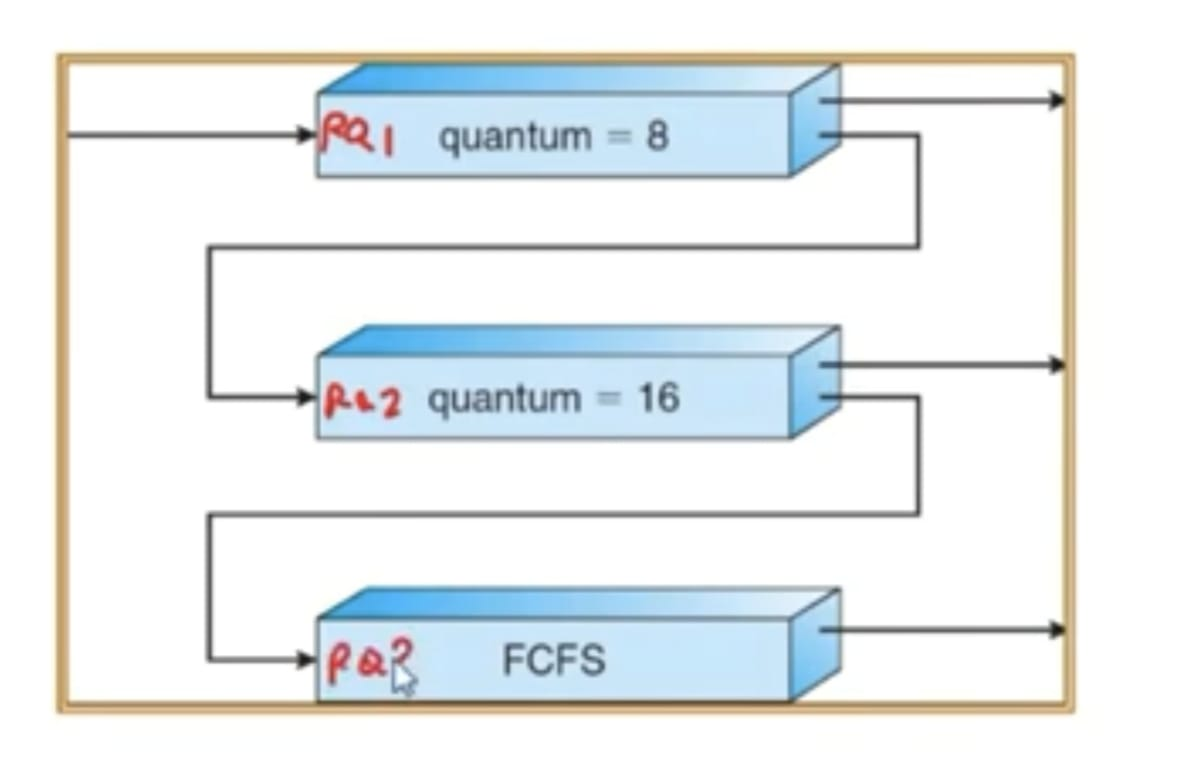 RQ1 quantum = 8
RQ2 quantum = 16
RQ FCFS